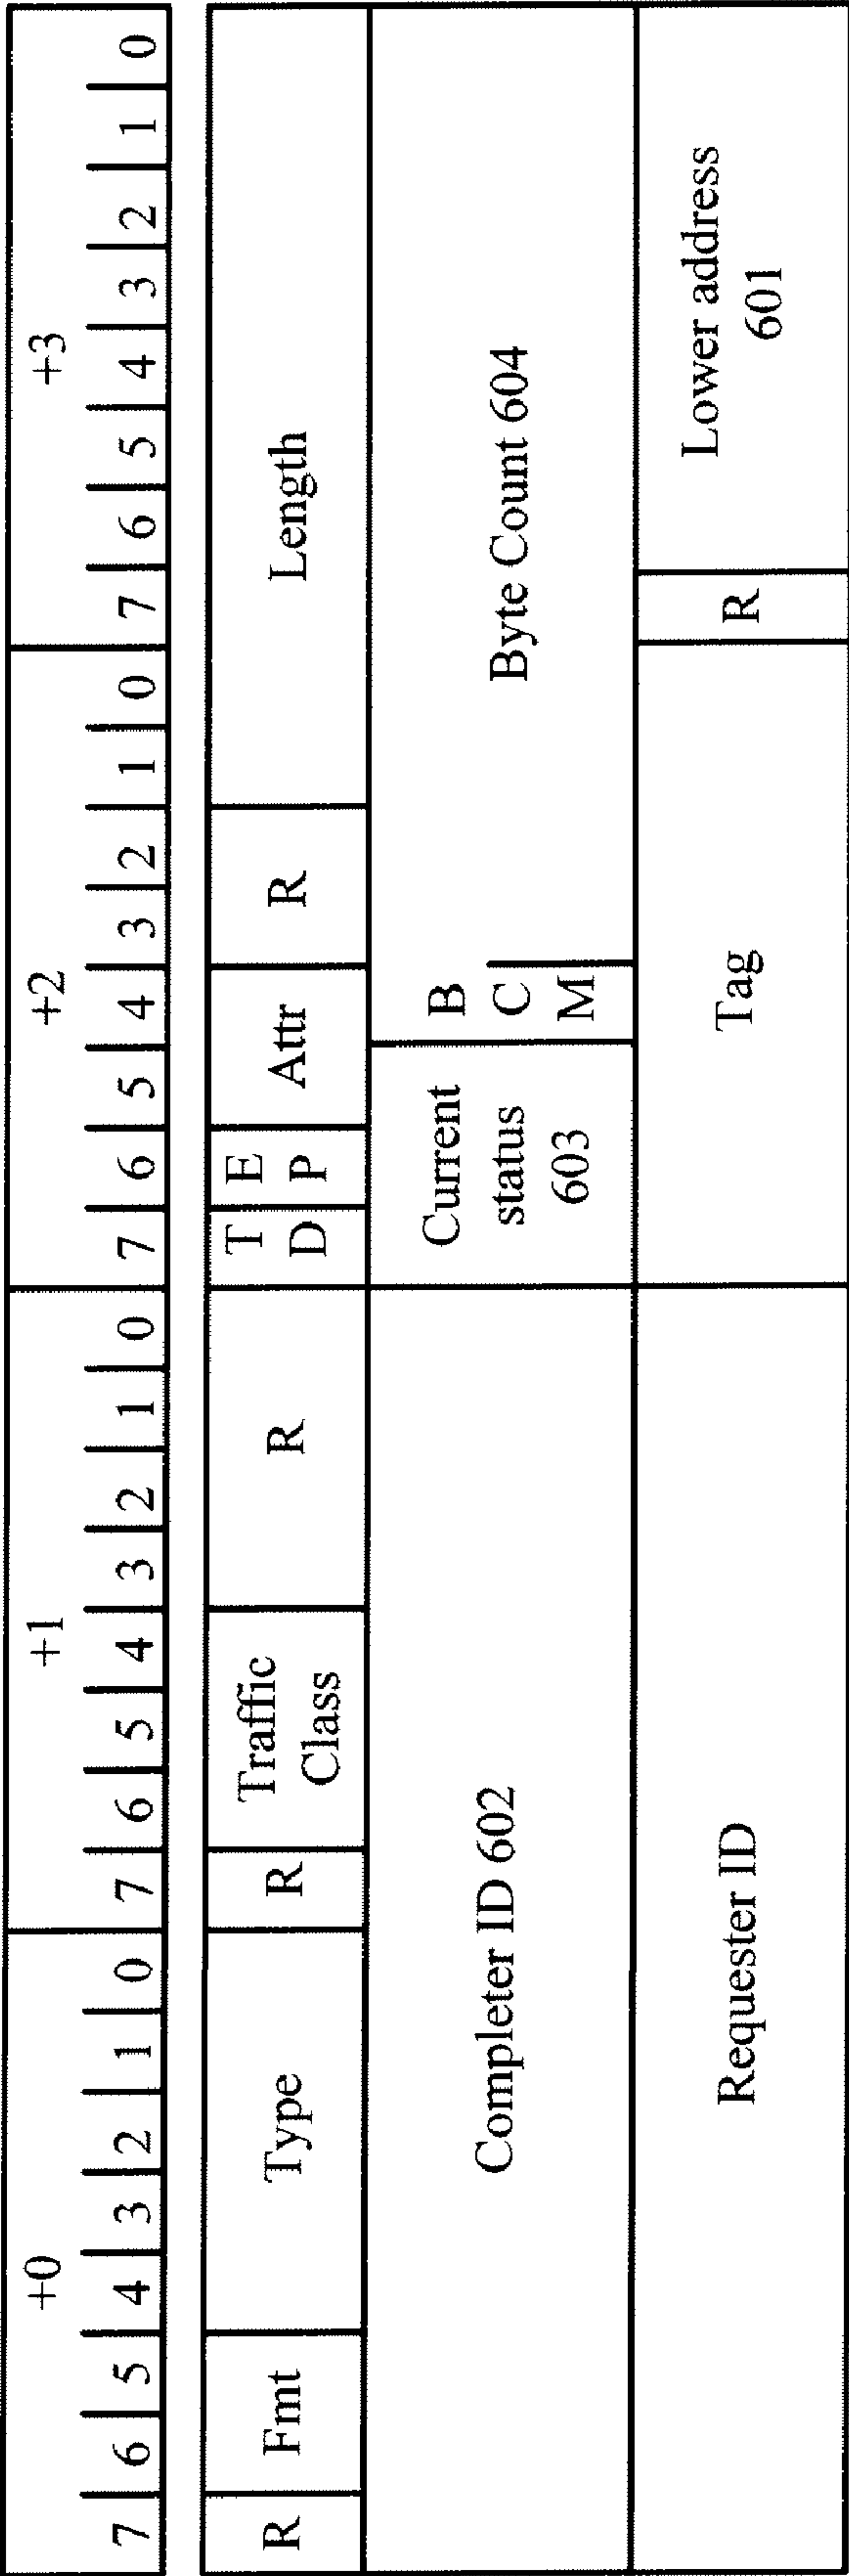 +0 +1 +2 +3
7 6 5 4 3 2 1 0 7 6 5 4 3 2 1 0 7 6 5 4 3 2 1 0 7 6 5 4 3 2 1 0
R Fmt Type R Traffic Class R T D E P Attr R Length
Completer ID 602 Current status 603 B C M Byte Count 604
Requester ID Tag R Lower address 601